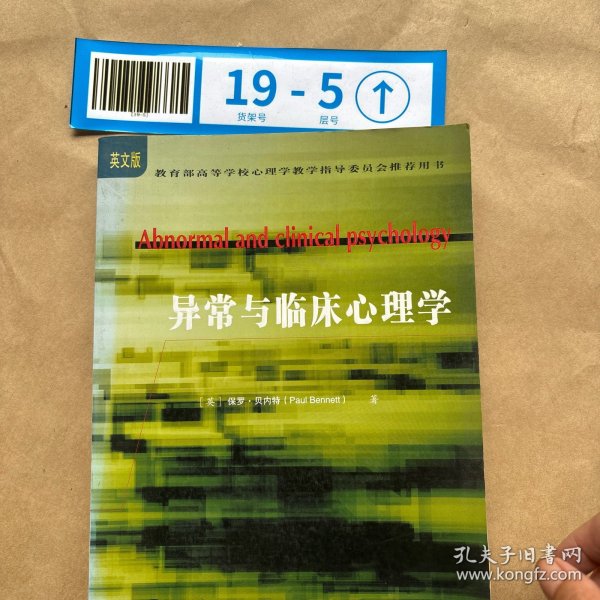 19-5
货架号 层号
英文版
教育部高等学校心理学教学指导委员会推荐用书
Abnormal and clinical psychology
异常与临床心理学
[英] 保罗·贝内特(Paul Bennett) 著
孔夫子旧书网
www.kongfz.com